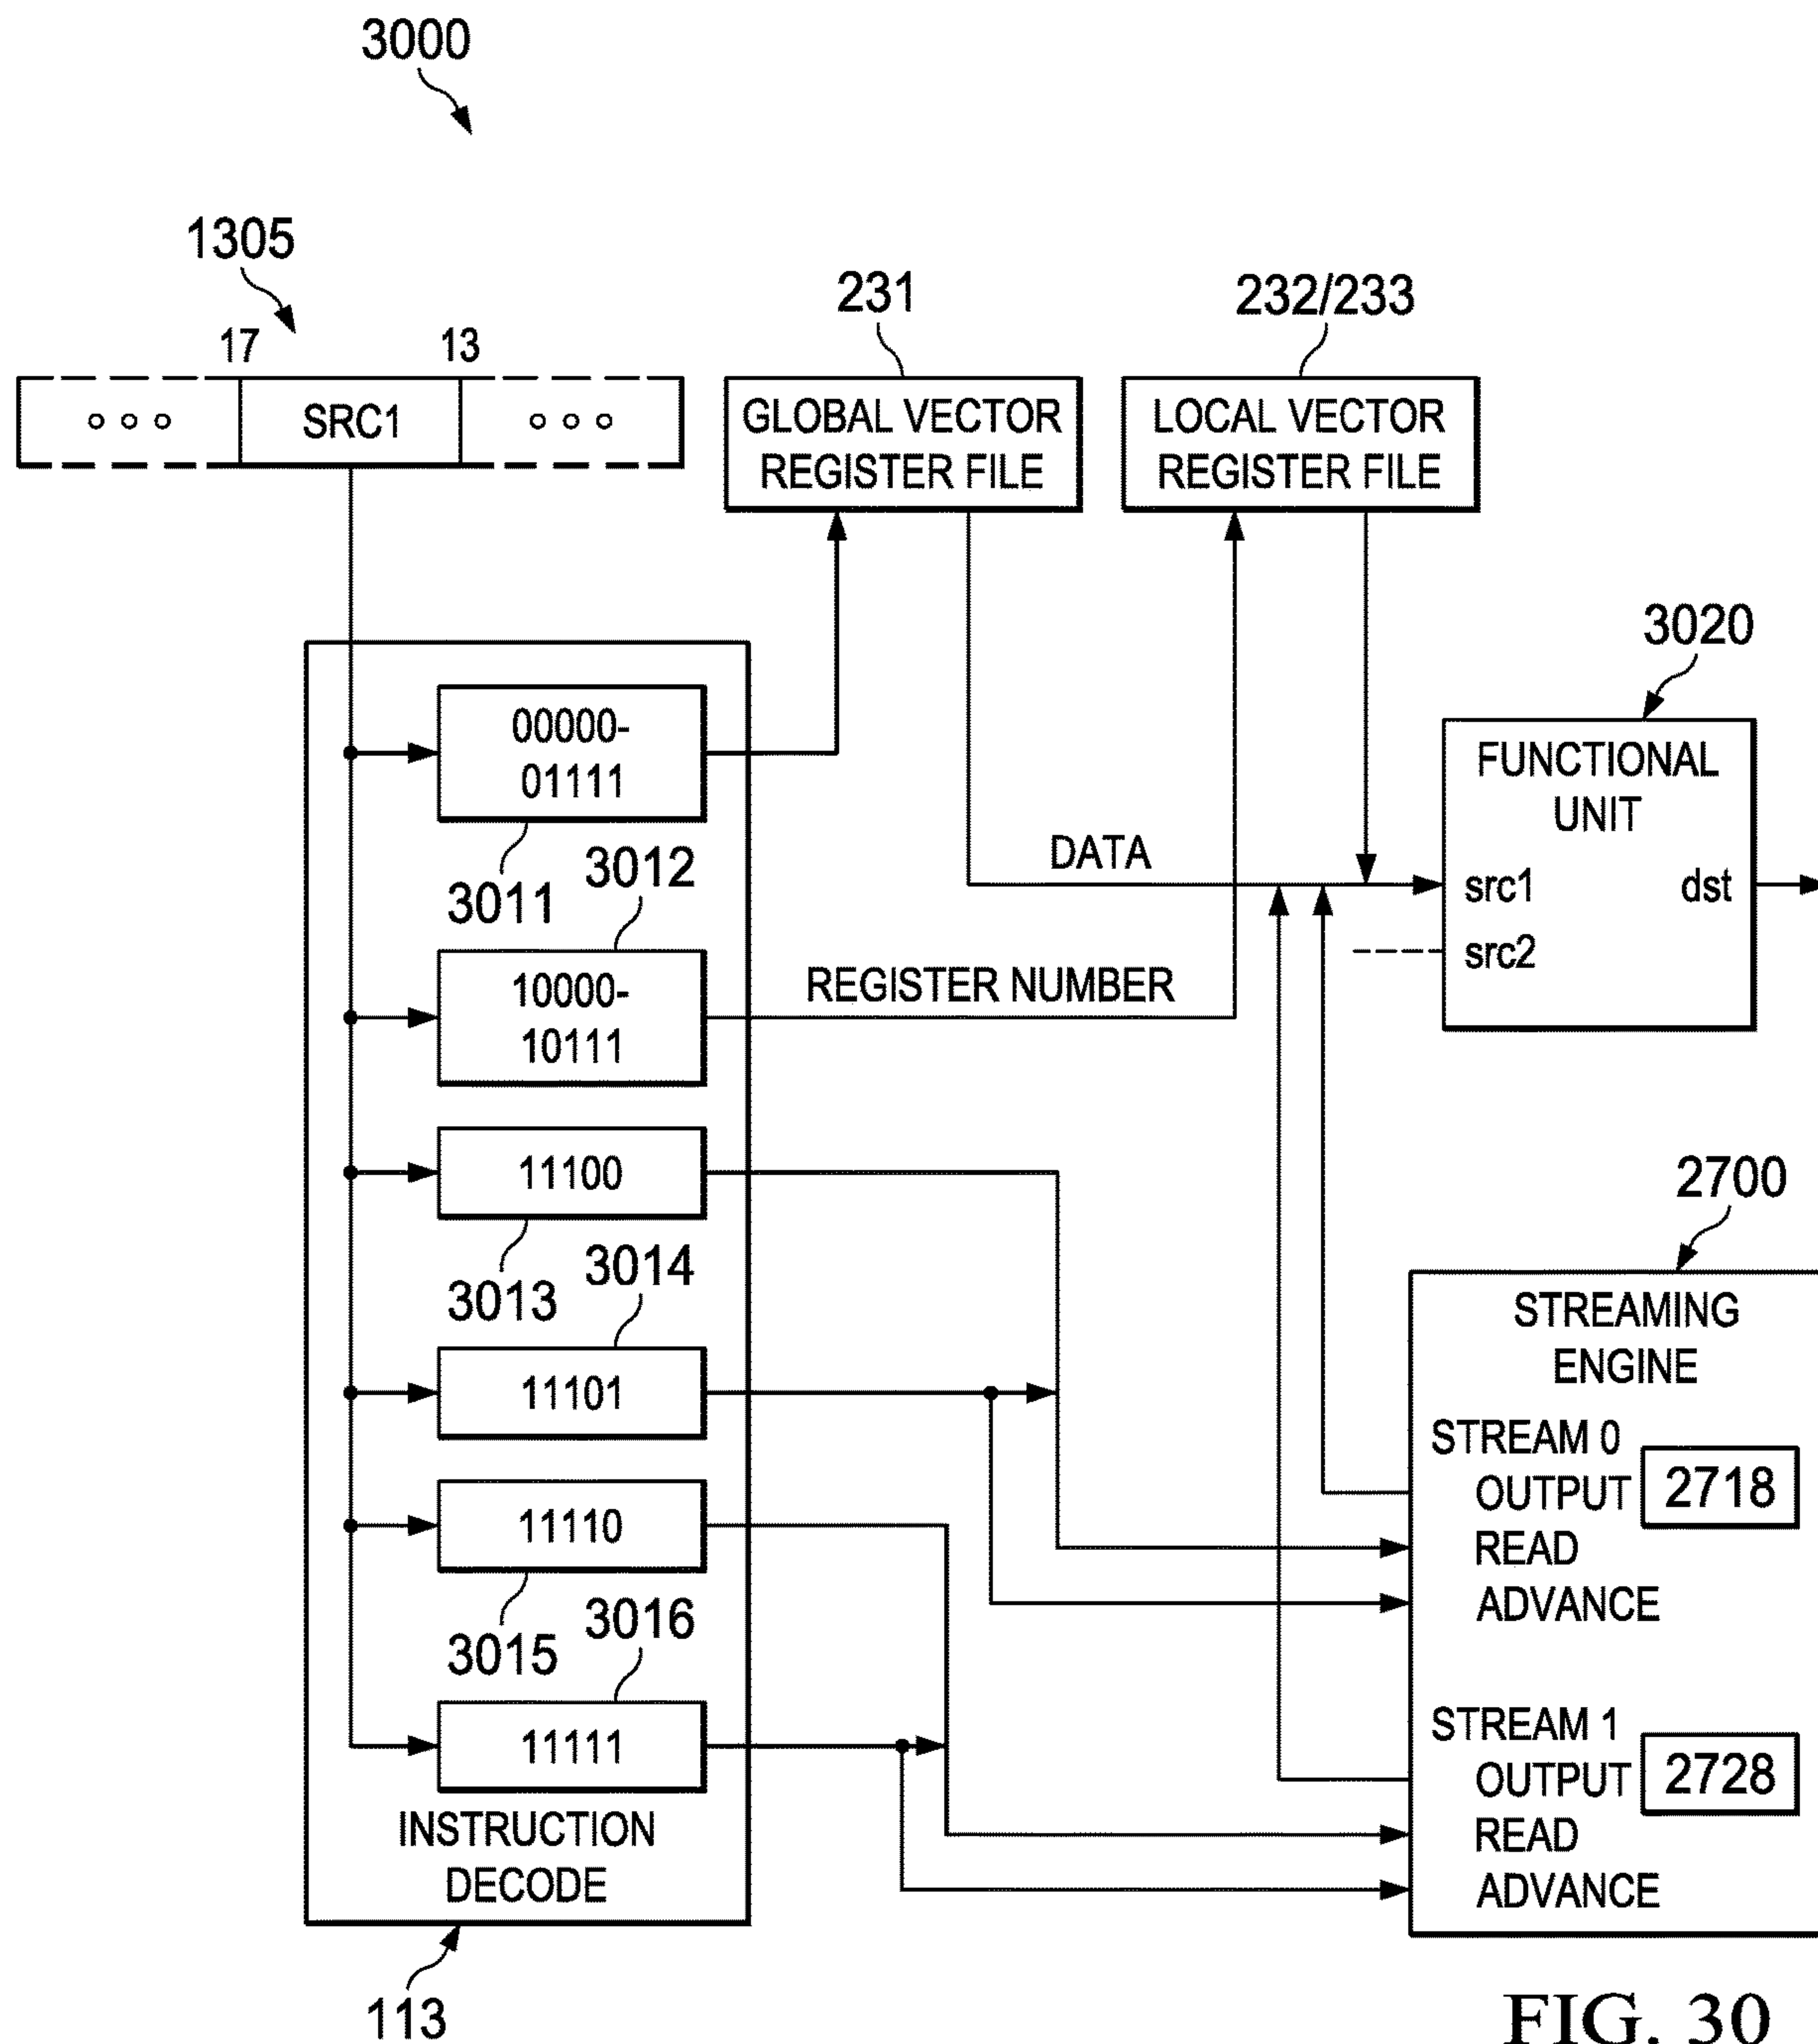 3000
1305
231
232/233
17
13
SRC1
GLOBAL VECTOR
REGISTER FILE
LOCAL VECTOR
REGISTER FILE
3020
00000-
01111
FUNCTIONAL
UNIT
DATA
src1
dst
src2
3011
3012
10000-
10111
REGISTER NUMBER
11100
2700
3013
3014
STREAMING
ENGINE
11101
STREAM 0
OUTPUT
2718
READ
ADVANCE
11110
3015
3016
11111
STREAM 1
OUTPUT
2728
READ
ADVANCE
INSTRUCTION
DECODE
113
FIG. 30